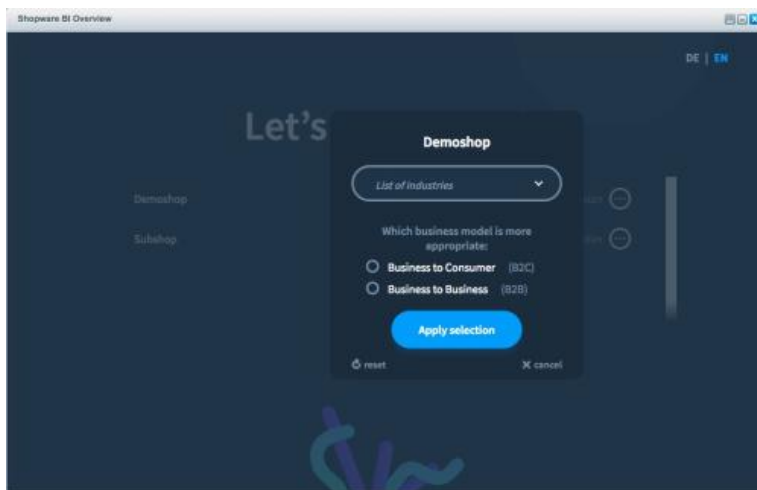 Shopware BI Overview
DE | EN
Let's
Demoshop
List of industries
Demoshop
Subshop
Which business model is more
appropriate:
Business to Consumer (B2C)
Business to Business (B2B)
Apply selection
reset
cancel